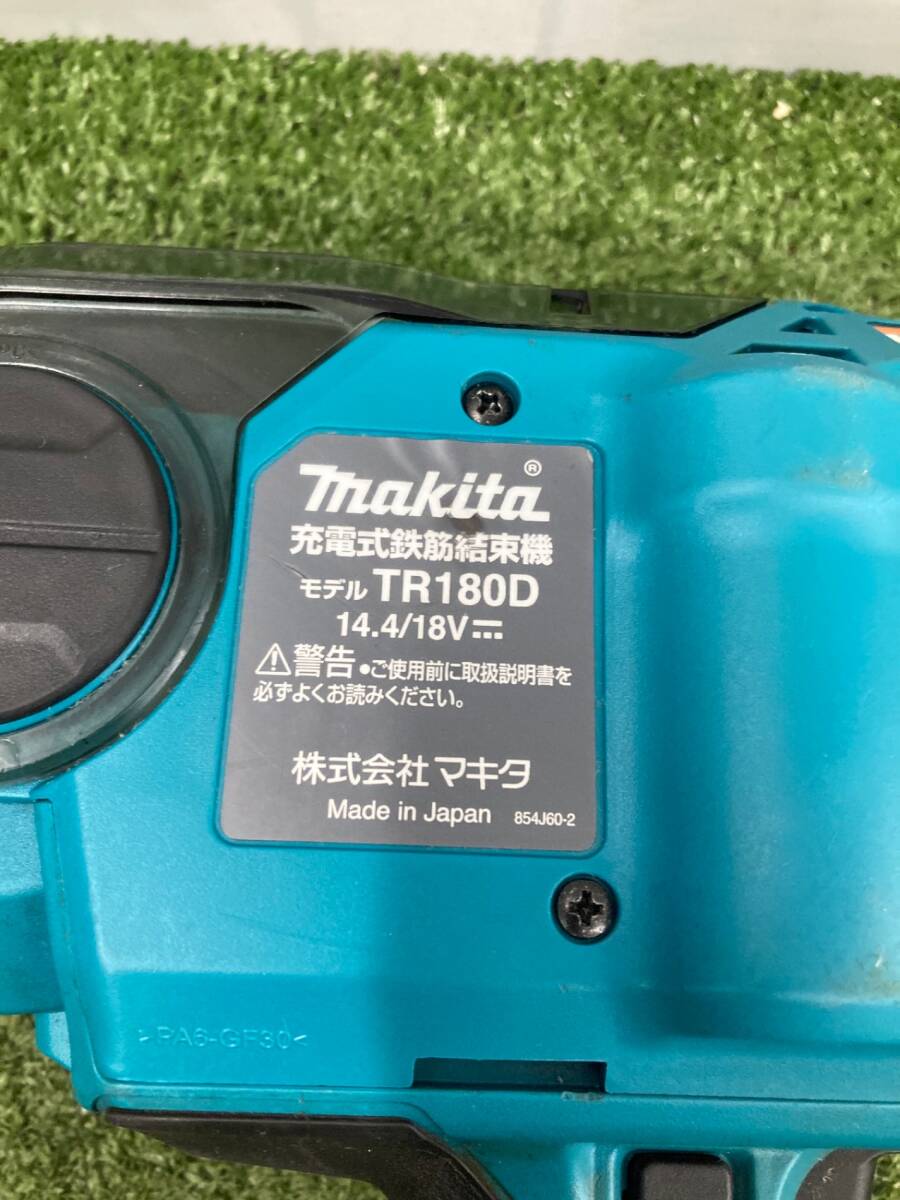 makita®
充電式鉄筋結束機
モデル TR180D
14.4/18V⎓
⚠警告 •ご使用前に取扱説明書を
必ずよくお読みください。
株式会社マキタ
Made in Japan 854J60-2
>PA6-GF30<